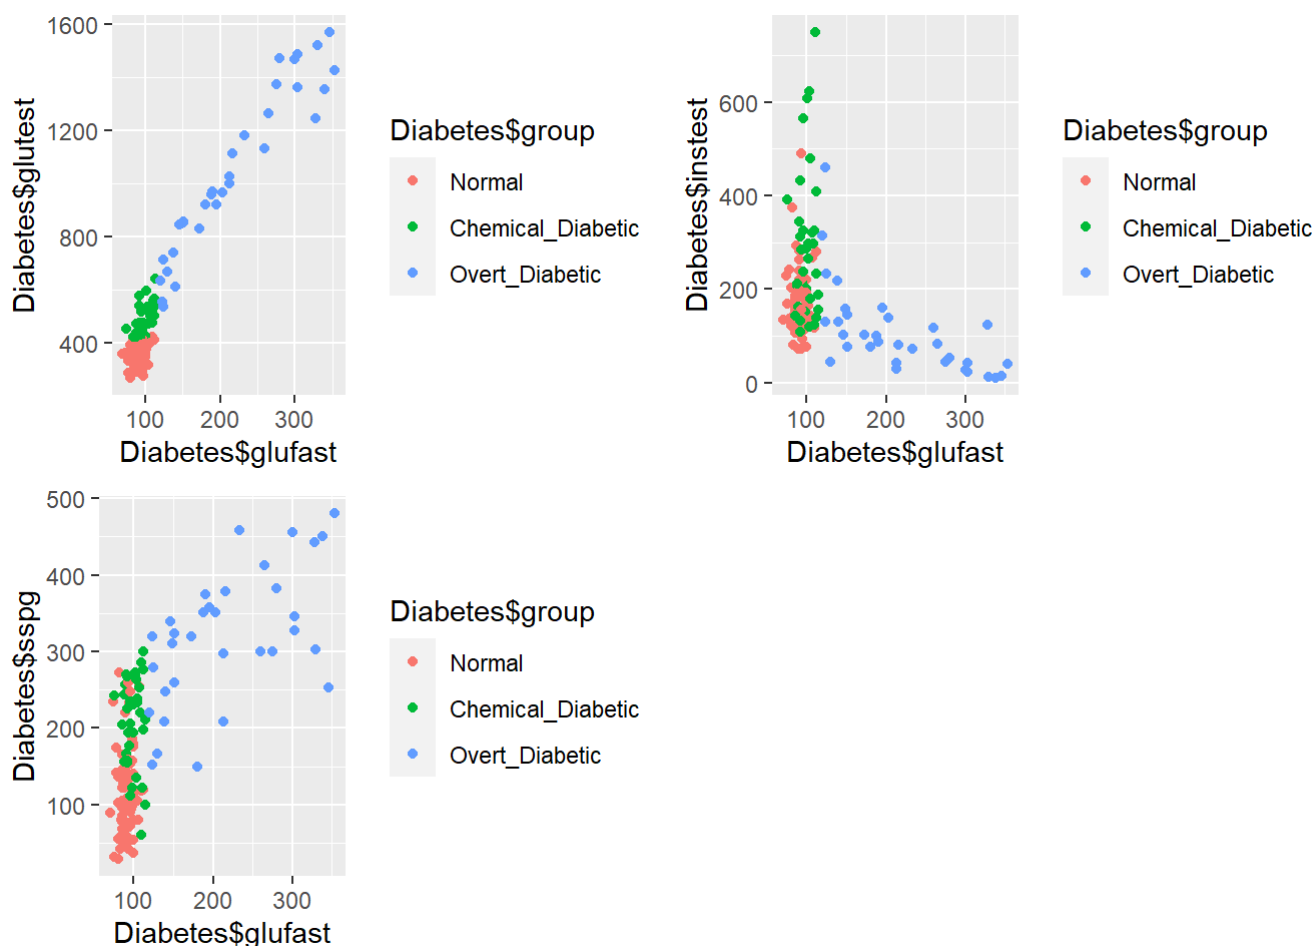 1600
1200
800
400
Diabetes$glutest
100 200 300
Diabetes$glufast
Diabetes$group
Normal
Chemical_Diabetic
Overt_Diabetic
600
400
200
0
Diabetes$instest
100 200 300
Diabetes$glufast
Diabetes$group
Normal
Chemical_Diabetic
Overt_Diabetic
500
400
300
200
100
Diabetes$sspg
100 200 300
Diabetes$glufast
Diabetes$group
Normal
Chemical_Diabetic
Overt_Diabetic